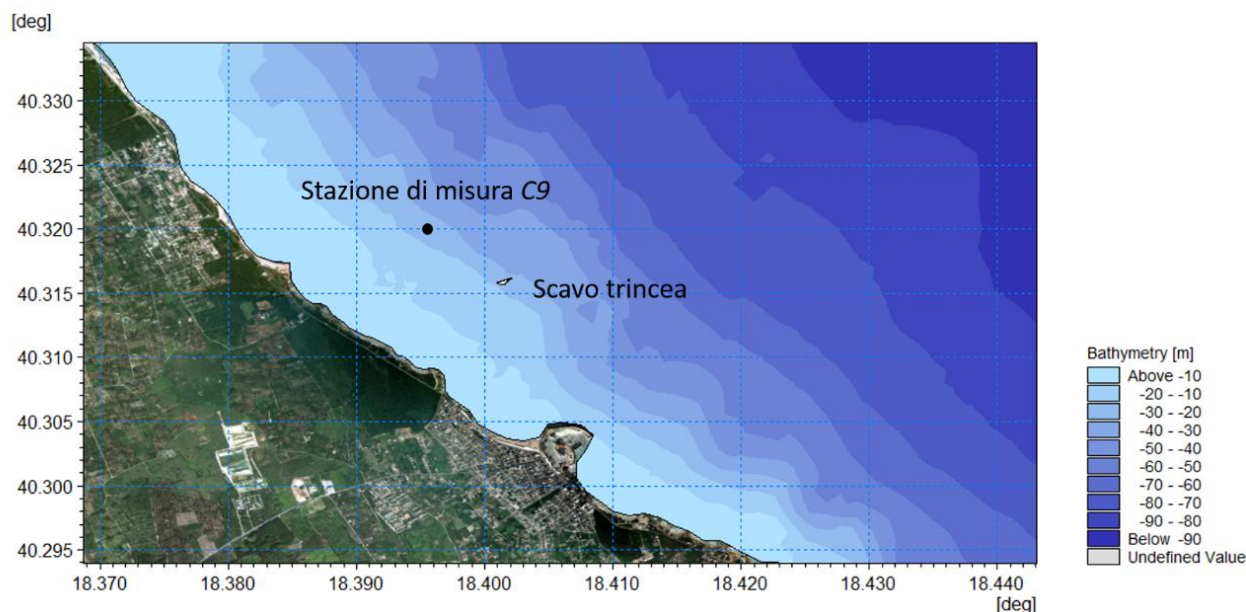 [deg]
40.330
40.325
40.320
40.315
40.310
40.305
40.300
40.295
Stazione di misura C9
Scavo trincea
18.370 18.380 18.390 18.400 18.410 18.420 18.430 18.440
[deg]
Bathymetry [m]
Above -10
-20 - -10
-30 - -20
-40 - -30
-50 - -40
-60 - -50
-70 - -60
-80 - -70
-90 - -80
Below -90
Undefined Value